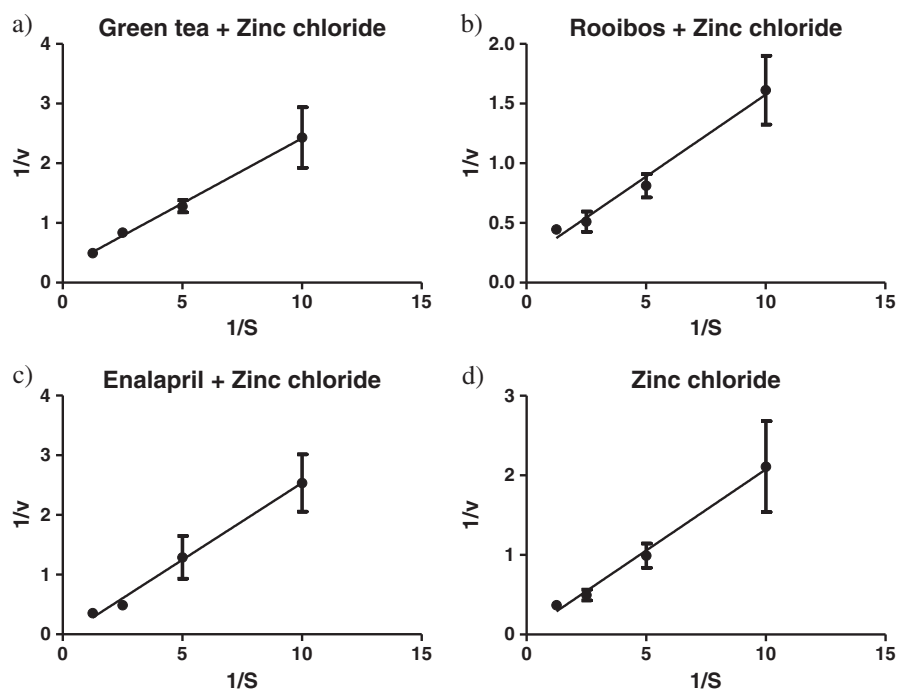 a) Green tea + Zinc chloride
4
3
2
1
0
1/v
0 5 10 15
1/S
b) Rooibos + Zinc chloride
2.0
1.5
1.0
0.5
0.0
1/v
0 5 10 15
1/S
c) Enalapril + Zinc chloride
4
3
2
1
0
1/v
0 5 10 15
1/S
d) Zinc chloride
3
2
1
0
1/v
0 5 10 15
1/S